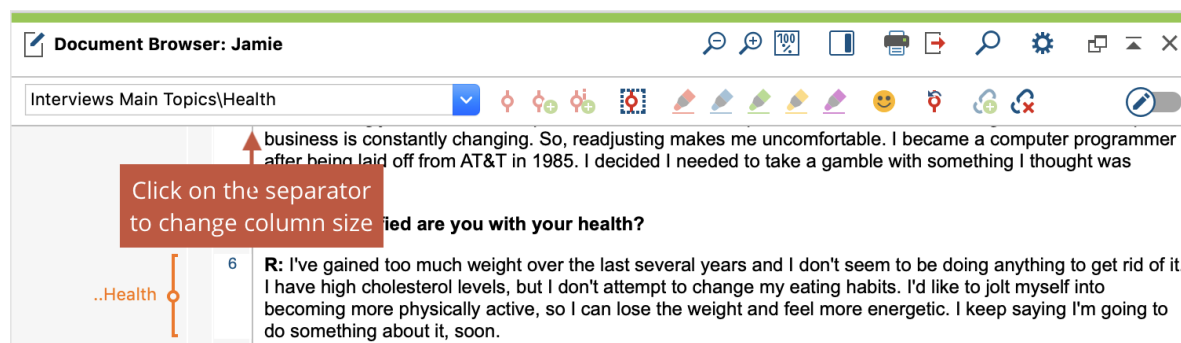 Document Browser: Jamie
100
%
Interviews Main Topics\Health
business is constantly changing. So, readjusting makes me uncomfortable. I became a computer programmer
after being laid off from AT&T in 1985. I decided I needed to take a gamble with something I thought was
Click on the separator
to change column size
fied are you with your health?
6 R: I've gained too much weight over the last several years and I don't seem to be doing anything to get rid of it.
..Health I have high cholesterol levels, but I don't attempt to change my eating habits. I'd like to jolt myself into
becoming more physically active, so I can lose the weight and feel more energetic. I keep saying I'm going to
do something about it, soon.